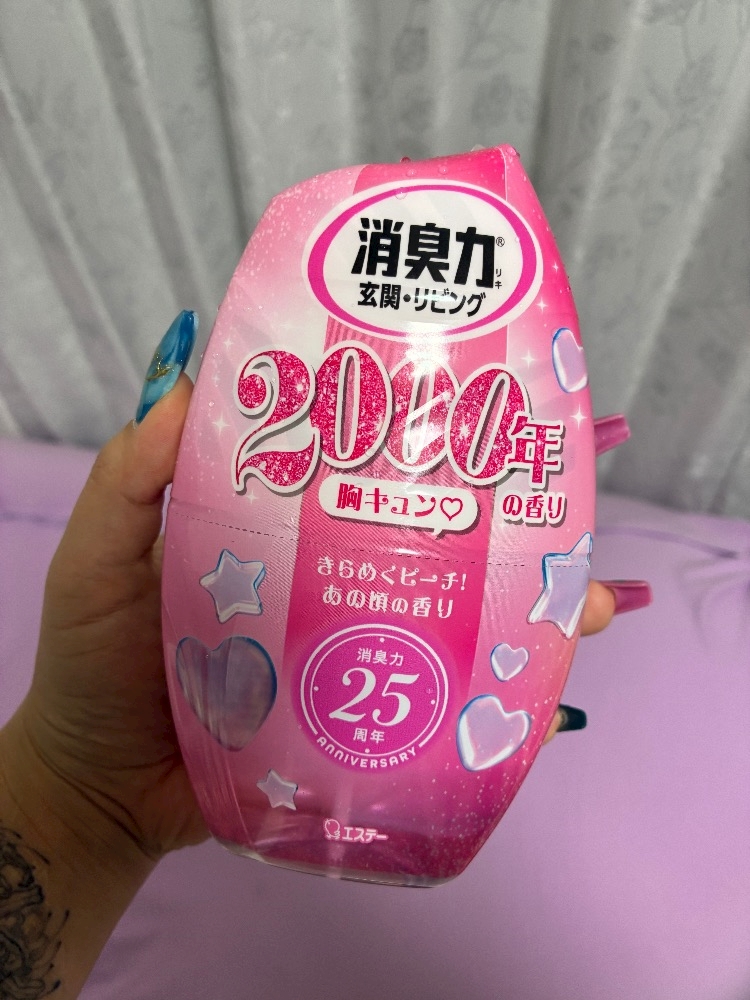 消臭力®
リキ
玄関・リビング
2000年
胸キュン♡の香り
きらめくピーチ!
あの頃の香り
消臭力
25
周年
ANNIVERSARY
エステー